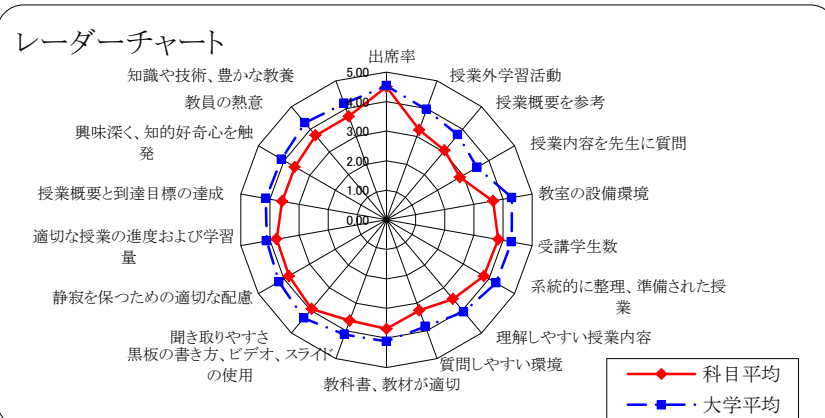 レーダーチャート
出席率
授業外学習活動
授業概要を参考
授業内容を先生に質問
教室の設備環境
受講学生数
系統的に整理、準備された授
業
理解しやすい授業内容
質問しやすい環境
教科書、教材が適切
黒板の書き方、ビデオ、スライド
の使用
聞き取りやすさ
静寂を保つための適切な配慮
適切な授業の進度および学習
量
授業概要と到達目標の達成
興味深く、知的好奇心を触
発
教員の熱意
知識や技術、豊かな教養
5.00
4.00
3.00
2.00
1.00
0.00
科目平均
大学平均